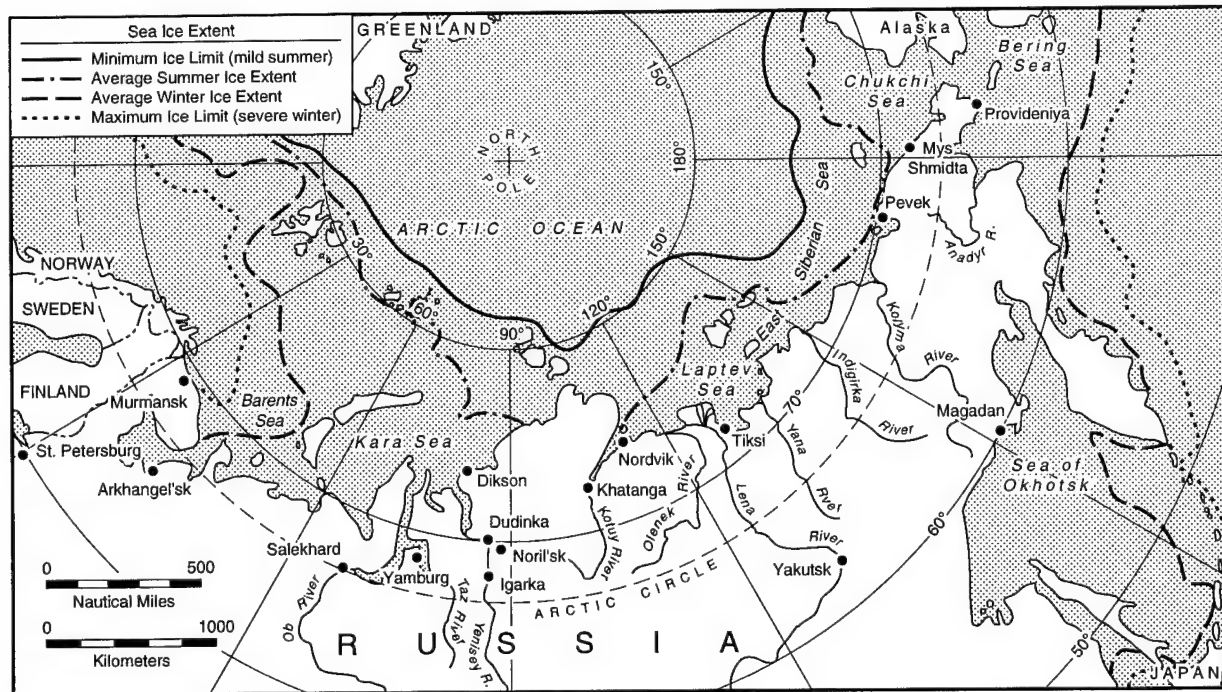 Sea Ice Extent
Minimum Ice Limit (mild summer)
Average Summer Ice Extent
Average Winter Ice Extent
Maximum Ice Limit (severe winter)
GREENLAND
Alaska
Bering
Sea
Chukchi
Sea
Provideniya
Mys
Shmidta
150°
180°
150°
NORTH
POLE
ARCTIC OCEAN
30°
60°
90°
120°
Pevek
Anadyr R.
East
Siberian
Sea
NORWAY
SWEDEN
FINLAND
Murmansk
Barents
Sea
Kara Sea
Laptev
Sea
70°
Indigirka
River
Kolyma
River
Magadan
St. Petersburg
Arkhangel'sk
Dikson
Nordvik
Tiksi
Yana
Rver
Sea of
Okhotsk
Khatanga
Kotuy River
Olenek
River
Lena
River
60°
Dudinka
Noril'sk
Igarka
Salekhard
Yamburg
Yakutsk
ARCTIC CIRCLE
Ob
River
Taz
River
Yenisey R.
RUSSIA
50°
JAPAN
0 500
Nautical Miles
0 1000
Kilometers